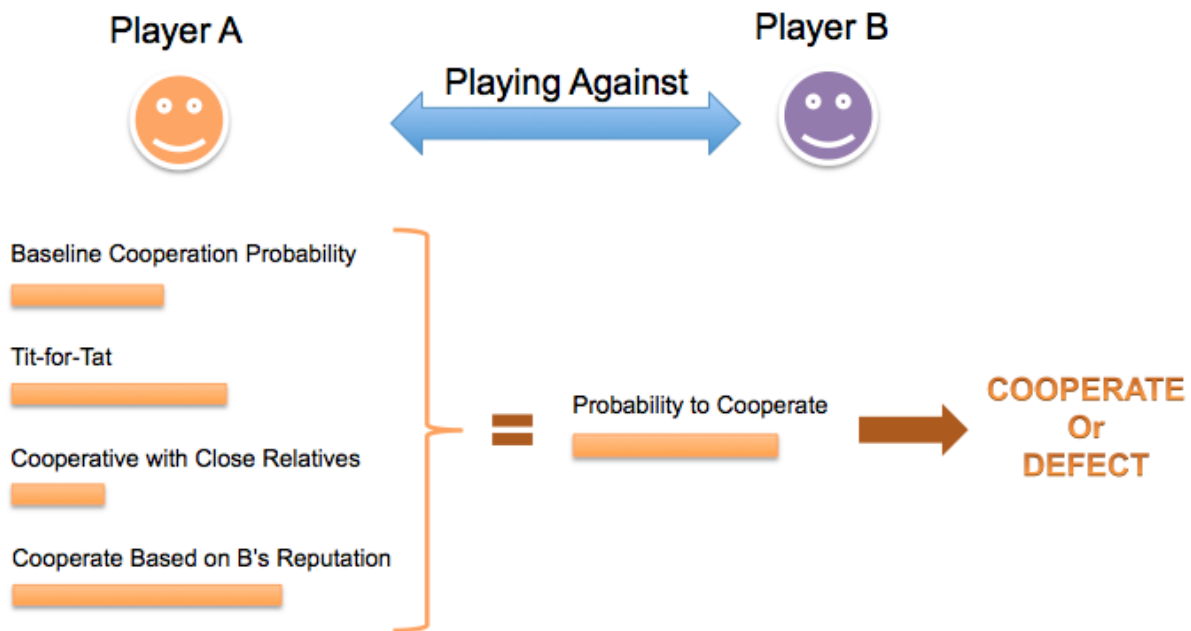 Player A
Player B
Playing Against
Baseline Cooperation Probability
Tit-for-Tat
Cooperative with Close Relatives
Cooperate Based on B's Reputation
=
Probability to Cooperate
COOPERATE
Or
DEFECT